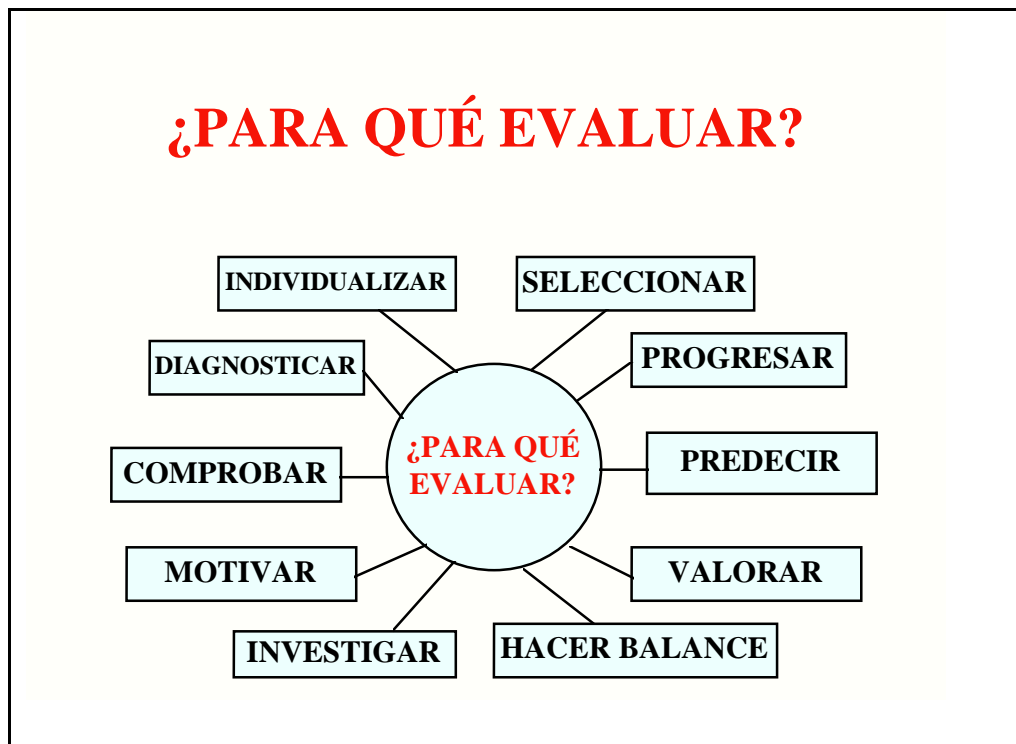 ¿PARA QUÉ EVALUAR?
INDIVIDUALIZAR
SELECCIONAR
DIAGNOSTICAR
PROGRESAR
¿PARA QUÉ
EVALUAR?
COMPROBAR
PREDECIR
MOTIVAR
VALORAR
INVESTIGAR
HACER BALANCE